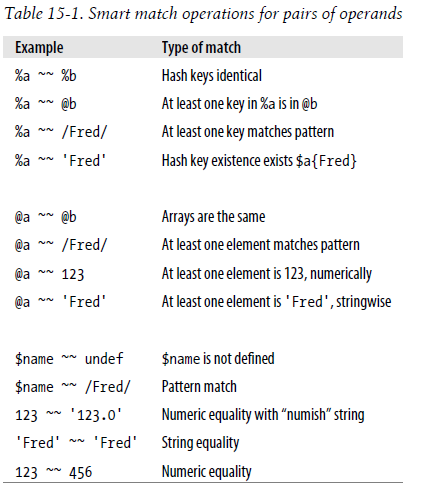 Table 15-1. Smart match operations for pairs of operands
Example Type of match
%a ~~ %b Hash keys identical
%a ~~ @b At least one key in %a is in @b
%a ~~ /Fred/ At least one key matches pattern
%a ~~ 'Fred' Hash key existence exists $a{Fred}
@a ~~ @b Arrays are the same
@a ~~ /Fred/ At least one element matches pattern
@a ~~ 123 At least one element is 123, numerically
@a ~~ 'Fred' At least one element is 'Fred', stringwise
$name ~~ undef $name is not defined
$name ~~ /Fred/ Pattern match
123 ~~ '123.0' Numeric equality with “numish” string
'Fred' ~~ 'Fred' String equality
123 ~~ 456 Numeric equality